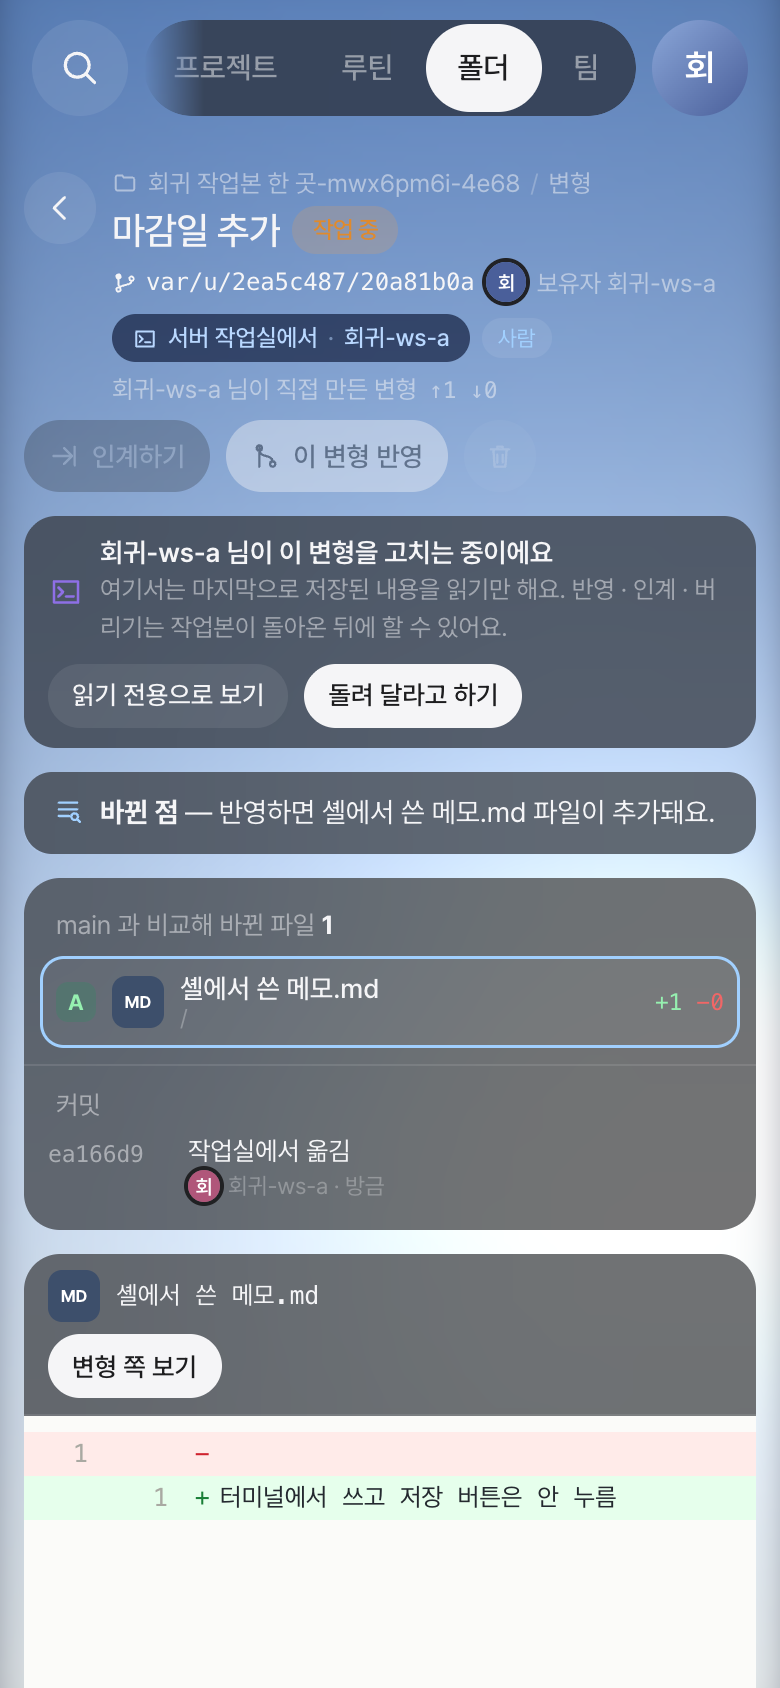 프로젝트 루틴 폴더 팀 회
회귀 작업본 한 곳-mwx6pm6i-4e68 / 변형
마감일 추가 작업 중
var/u/2ea5c487/20a81b0a 회 보유자 회귀-ws-a
서버 작업실에서 · 회귀-ws-a 사람
회귀-ws-a 님이 직접 만든 변형 ↑1 ↓0
인계하기 이 변형 반영
회귀-ws-a 님이 이 변형을 고치는 중이에요
여기서는 마지막으로 저장된 내용을 읽기만 해요. 반영 · 인계 · 버
리기는 작업본이 돌아온 뒤에 할 수 있어요.
읽기 전용으로 보기 돌려 달라고 하기
바뀐 점 — 반영하면 셸에서 쓴 메모.md 파일이 추가돼요.
main 과 비교해 바뀐 파일 1
A MD 셸에서 쓴 메모.md +1 −0
/
커밋
ea166d9 작업실에서 옮김
회 회귀-ws-a · 방금
MD 셸에서 쓴 메모.md
변형 쪽 보기
1 −
1 + 터미널에서 쓰고 저장 버튼은 안 누름